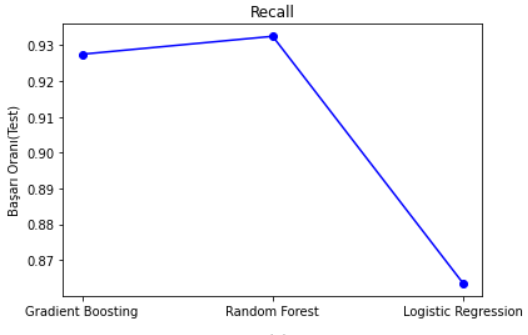 Recall
Başarı Oranı(Test)
0.93
0.92
0.91
0.90
0.89
0.88
0.87
Gradient Boosting
Random Forest
Logistic Regression